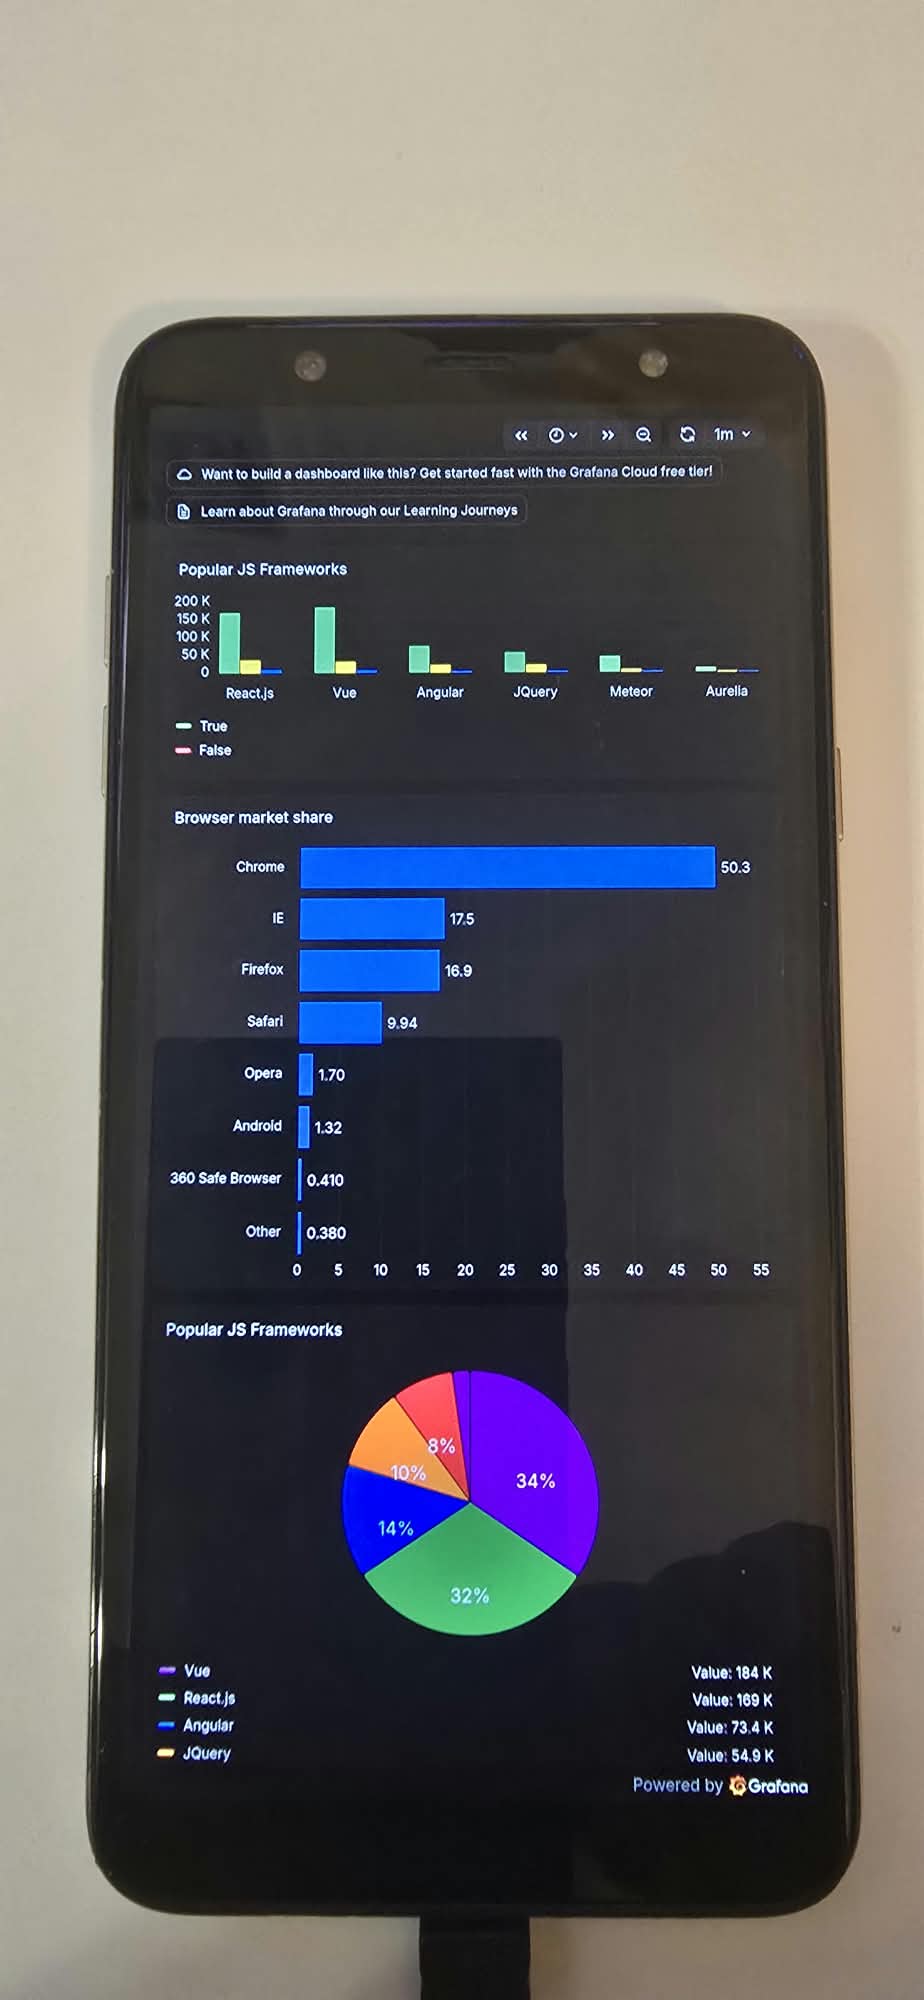 1m
Want to build a dashboard like this? Get started fast with the Grafana Cloud free tier!
Learn about Grafana through our Learning Journeys
Popular JS Frameworks
200 K
150 K
100 K
50 K
0
React.js Vue Angular JQuery Meteor Aurelia
True
False
Browser market share
Chrome 50.3
IE 17.5
Firefox 16.9
Safari 9.94
Opera 1.70
Android 1.32
360 Safe Browser 0.410
Other 0.380
0 5 10 15 20 25 30 35 40 45 50 55
Popular JS Frameworks
8%
10%
34%
14%
32%
Vue Value: 184 K
React.js Value: 169 K
Angular Value: 73.4 K
JQuery Value: 54.9 K
Powered by Grafana